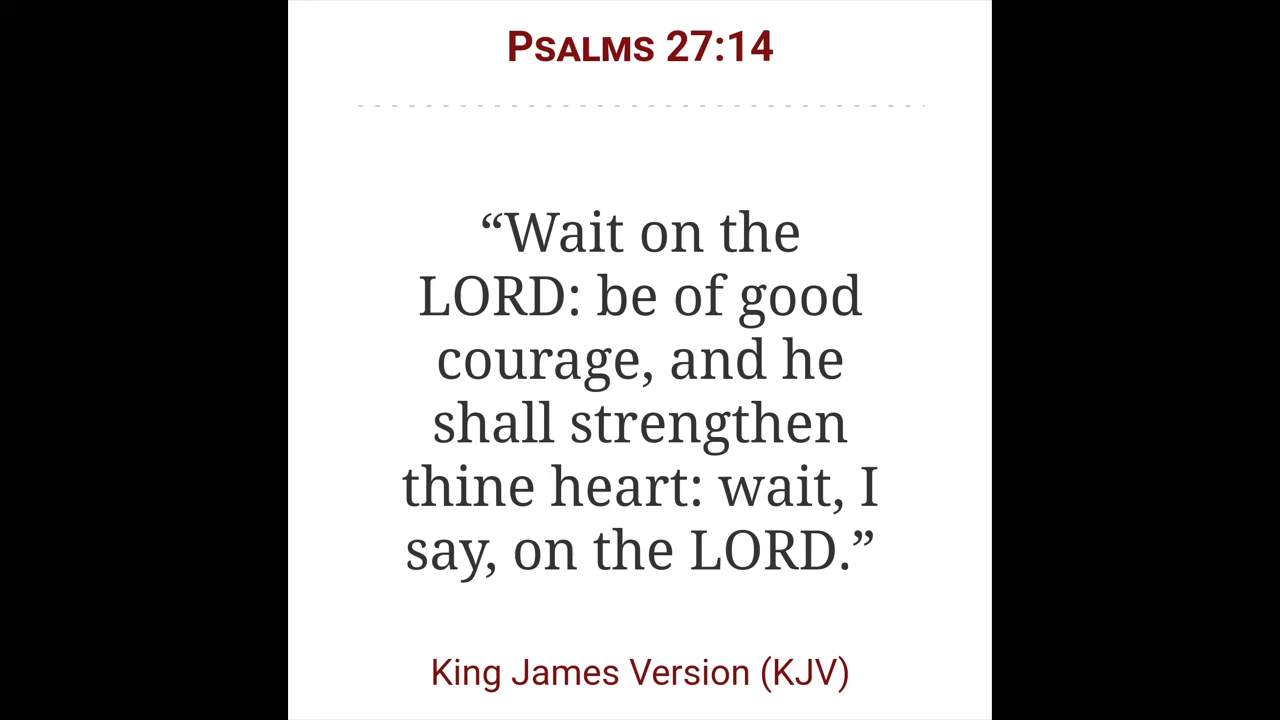 PSALMS 27:14
“Wait on the
LORD: be of good
courage, and he
shall strengthen
thine heart: wait, I
say, on the LORD.”
King James Version (KJV)